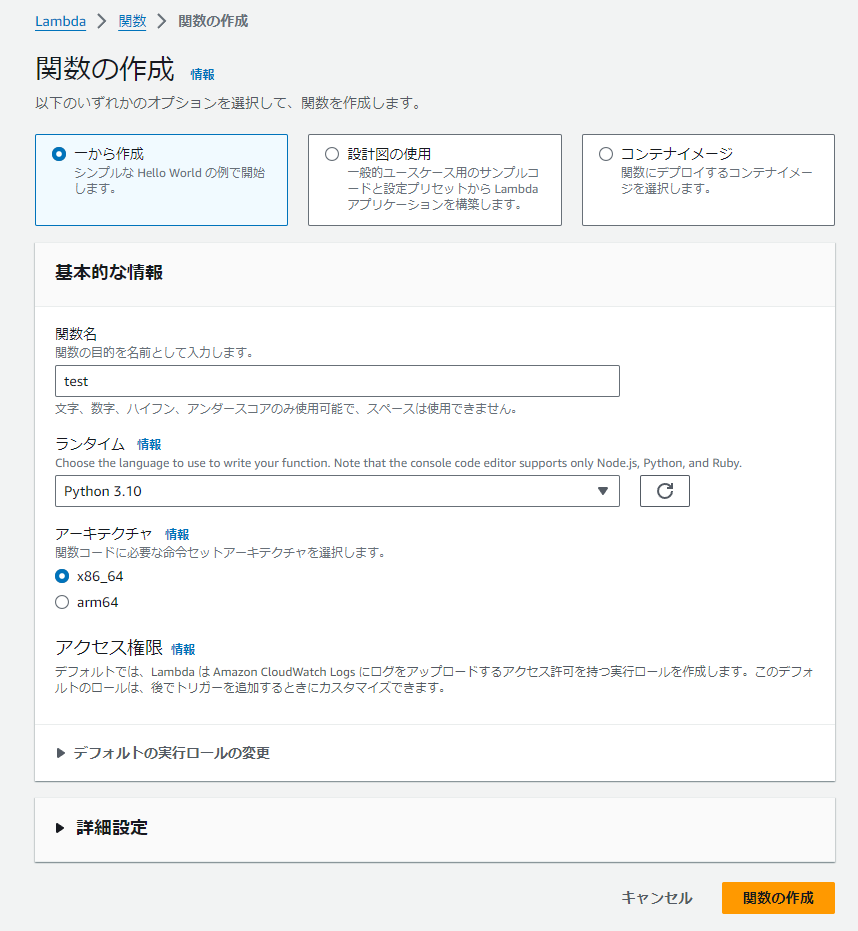 Lambda > 関数 > 関数の作成
関数の作成 情報
以下のいずれかのオプションを選択して、関数を作成します。
一から作成
シンプルな Hello World の例で開始
します。
設計図の使用
一般的ユースケース用のサンプルコ
ードと設定プリセットから Lambda
アプリケーションを構築します。
コンテナイメージ
関数にデプロイするコンテナイメー
ジを選択します。
基本的な情報
関数名
関数の目的を名前として入力します。
test
文字、数字、ハイフン、アンダースコアのみ使用可能で、スペースは使用できません。
ランタイム 情報
Choose the language to use to write your function. Note that the console code editor supports only Node.js, Python, and Ruby.
Python 3.10
アーキテクチャ 情報
関数コードに必要な命令セットアーキテクチャを選択します。
x86_64
arm64
アクセス権限 情報
デフォルトでは、Lambda は Amazon CloudWatch Logs にログをアップロードするアクセス許可を持つ実行ロールを作成します。このデフォ
ルトのロールは、後でトリガーを追加するときにカスタマイズできます。
デフォルトの実行ロールの変更
詳細設定
キャンセル
関数の作成